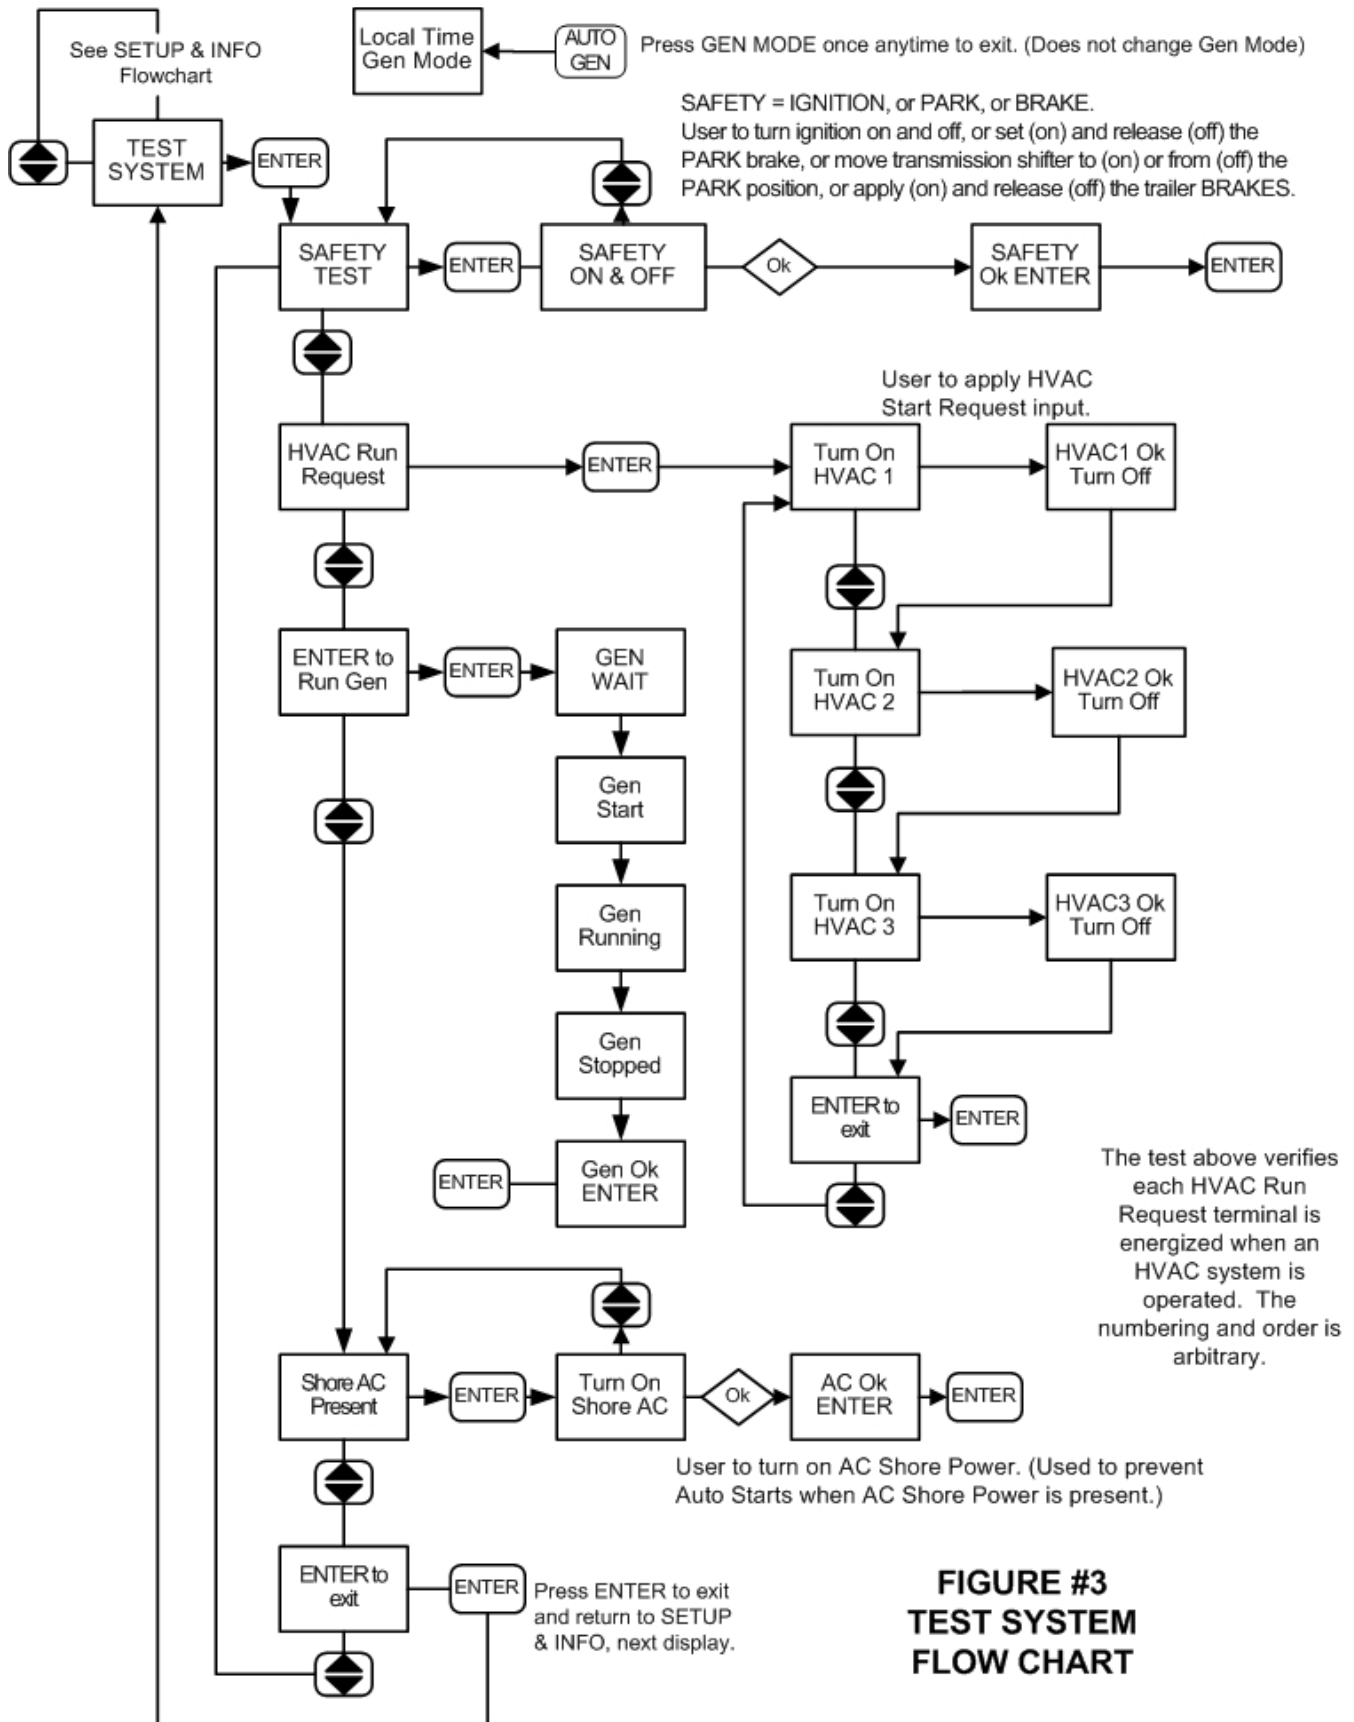 See SETUP & INFO
Flowchart
Local Time
Gen Mode
AUTO
GEN
Press GEN MODE once anytime to exit. (Does not change Gen Mode)
SAFETY = IGNITION, or PARK, or BRAKE.
User to turn ignition on and off, or set (on) and release (off) the
PARK brake, or move transmission shifter to (on) or from (off) the
PARK position, or apply (on) and release (off) the trailer BRAKES.
TEST
SYSTEM
ENTER
SAFETY
TEST
ENTER
SAFETY
ON & OFF
Ok
SAFETY
Ok ENTER
ENTER
User to apply HVAC
Start Request input.
HVAC Run
Request
ENTER
Turn On
HVAC 1
HVAC1 Ok
Turn Off
ENTER to
Run Gen
ENTER
GEN
WAIT
Turn On
HVAC 2
HVAC2 Ok
Turn Off
Gen
Start
Gen
Running
Turn On
HVAC 3
HVAC3 Ok
Turn Off
Gen
Stopped
ENTER to
exit
ENTER
ENTER
Gen Ok
ENTER
The test above verifies
each HVAC Run
Request terminal is
energized when an
HVAC system is
operated. The
numbering and order is
arbitrary.
Shore AC
Present
ENTER
Turn On
Shore AC
Ok
AC Ok
ENTER
ENTER
User to turn on AC Shore Power. (Used to prevent
Auto Starts when AC Shore Power is present.)
ENTER to
exit
ENTER
Press ENTER to exit
and return to SETUP
& INFO, next display.
FIGURE #3
TEST SYSTEM
FLOW CHART